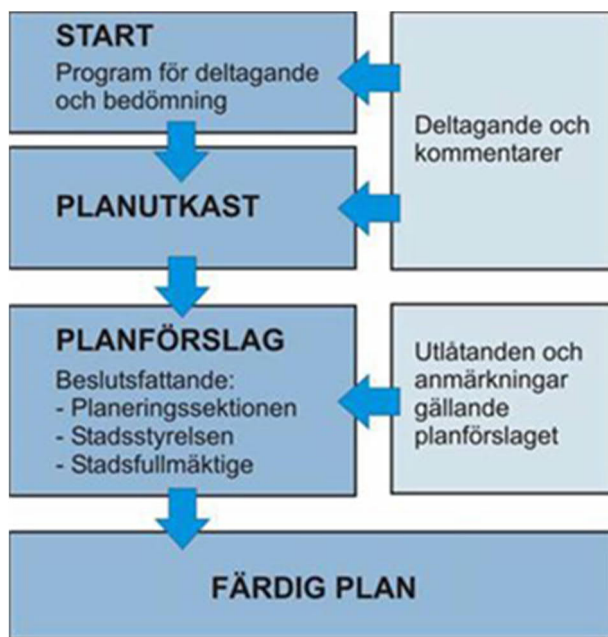 START
Program för deltagande
och bedömning
Deltagande och
kommentarer
PLANUTKAST
PLANFÖRSLAG
Beslutsfattande:
- Planeringssektionen
- Stadsstyrelsen
- Stadsfullmäktige
Utlåtanden och
anmärkningar
gällande
planförslaget
FÄRDIG PLAN